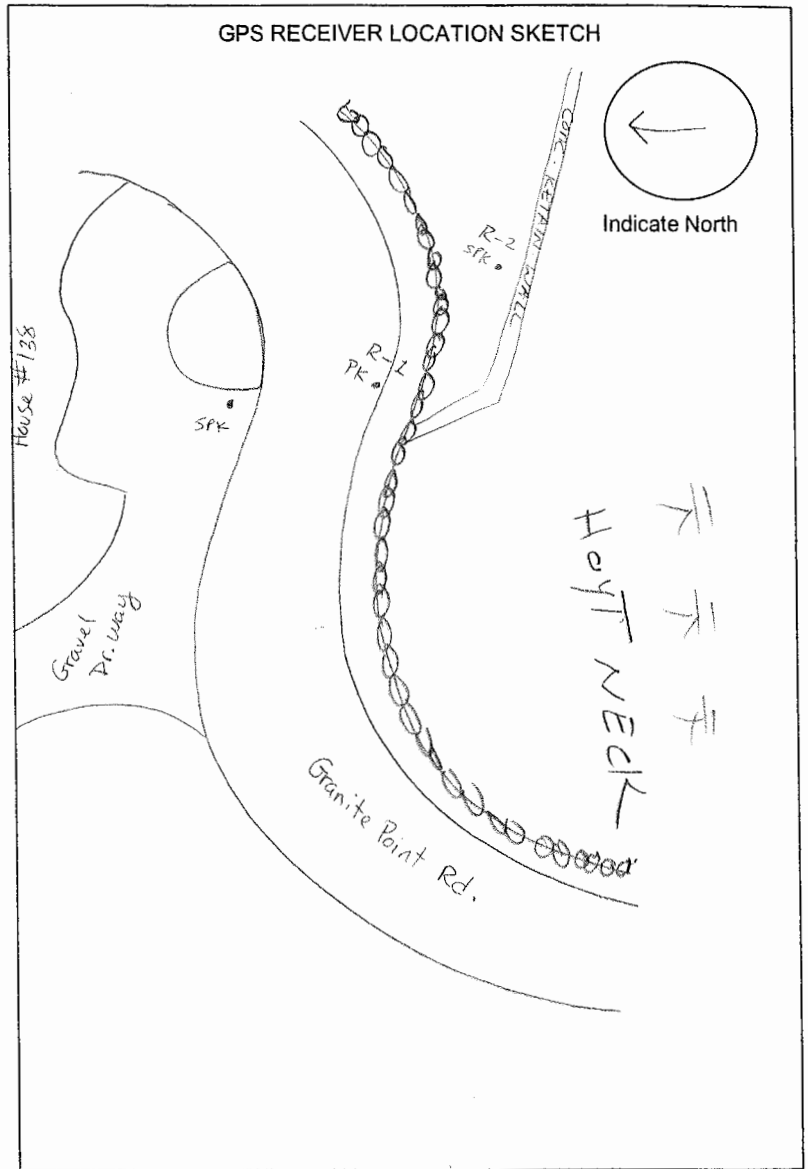 GPS RECEIVER LOCATION SKETCH
Indicate North
CONC. RETAIN WALL
R-2
SPK.
R-1
PK
House #138
SPK
HOYT NECK
Gravel
Dr. way
Granite Point Rd.